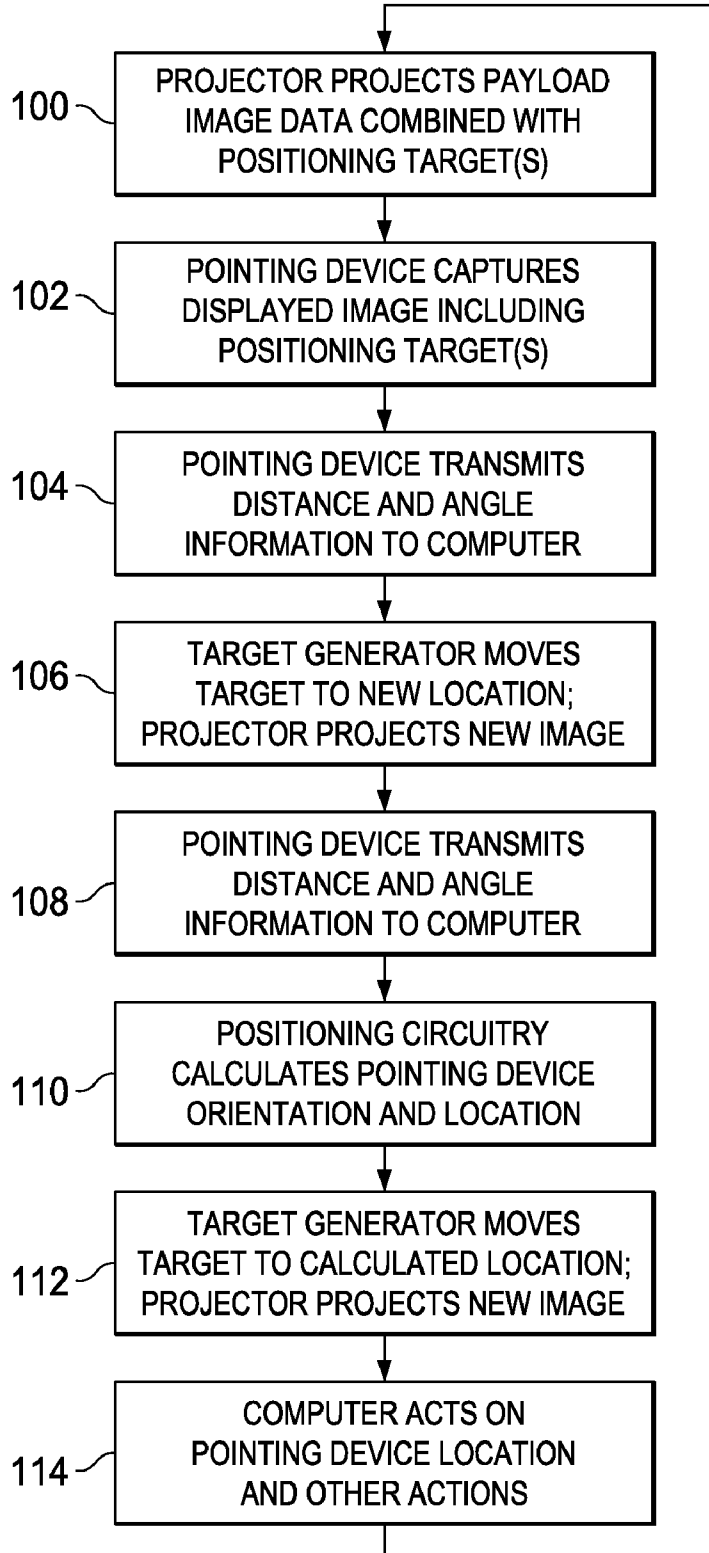 100
PROJECTOR PROJECTS PAYLOAD
IMAGE DATA COMBINED WITH
POSITIONING TARGET(S)
102
POINTING DEVICE CAPTURES
DISPLAYED IMAGE INCLUDING
POSITIONING TARGET(S)
104
POINTING DEVICE TRANSMITS
DISTANCE AND ANGLE
INFORMATION TO COMPUTER
106
TARGET GENERATOR MOVES
TARGET TO NEW LOCATION;
PROJECTOR PROJECTS NEW IMAGE
108
POINTING DEVICE TRANSMITS
DISTANCE AND ANGLE
INFORMATION TO COMPUTER
110
POSITIONING CIRCUITRY
CALCULATES POINTING DEVICE
ORIENTATION AND LOCATION
112
TARGET GENERATOR MOVES
TARGET TO CALCULATED LOCATION;
PROJECTOR PROJECTS NEW IMAGE
114
COMPUTER ACTS ON
POINTING DEVICE LOCATION
AND OTHER ACTIONS